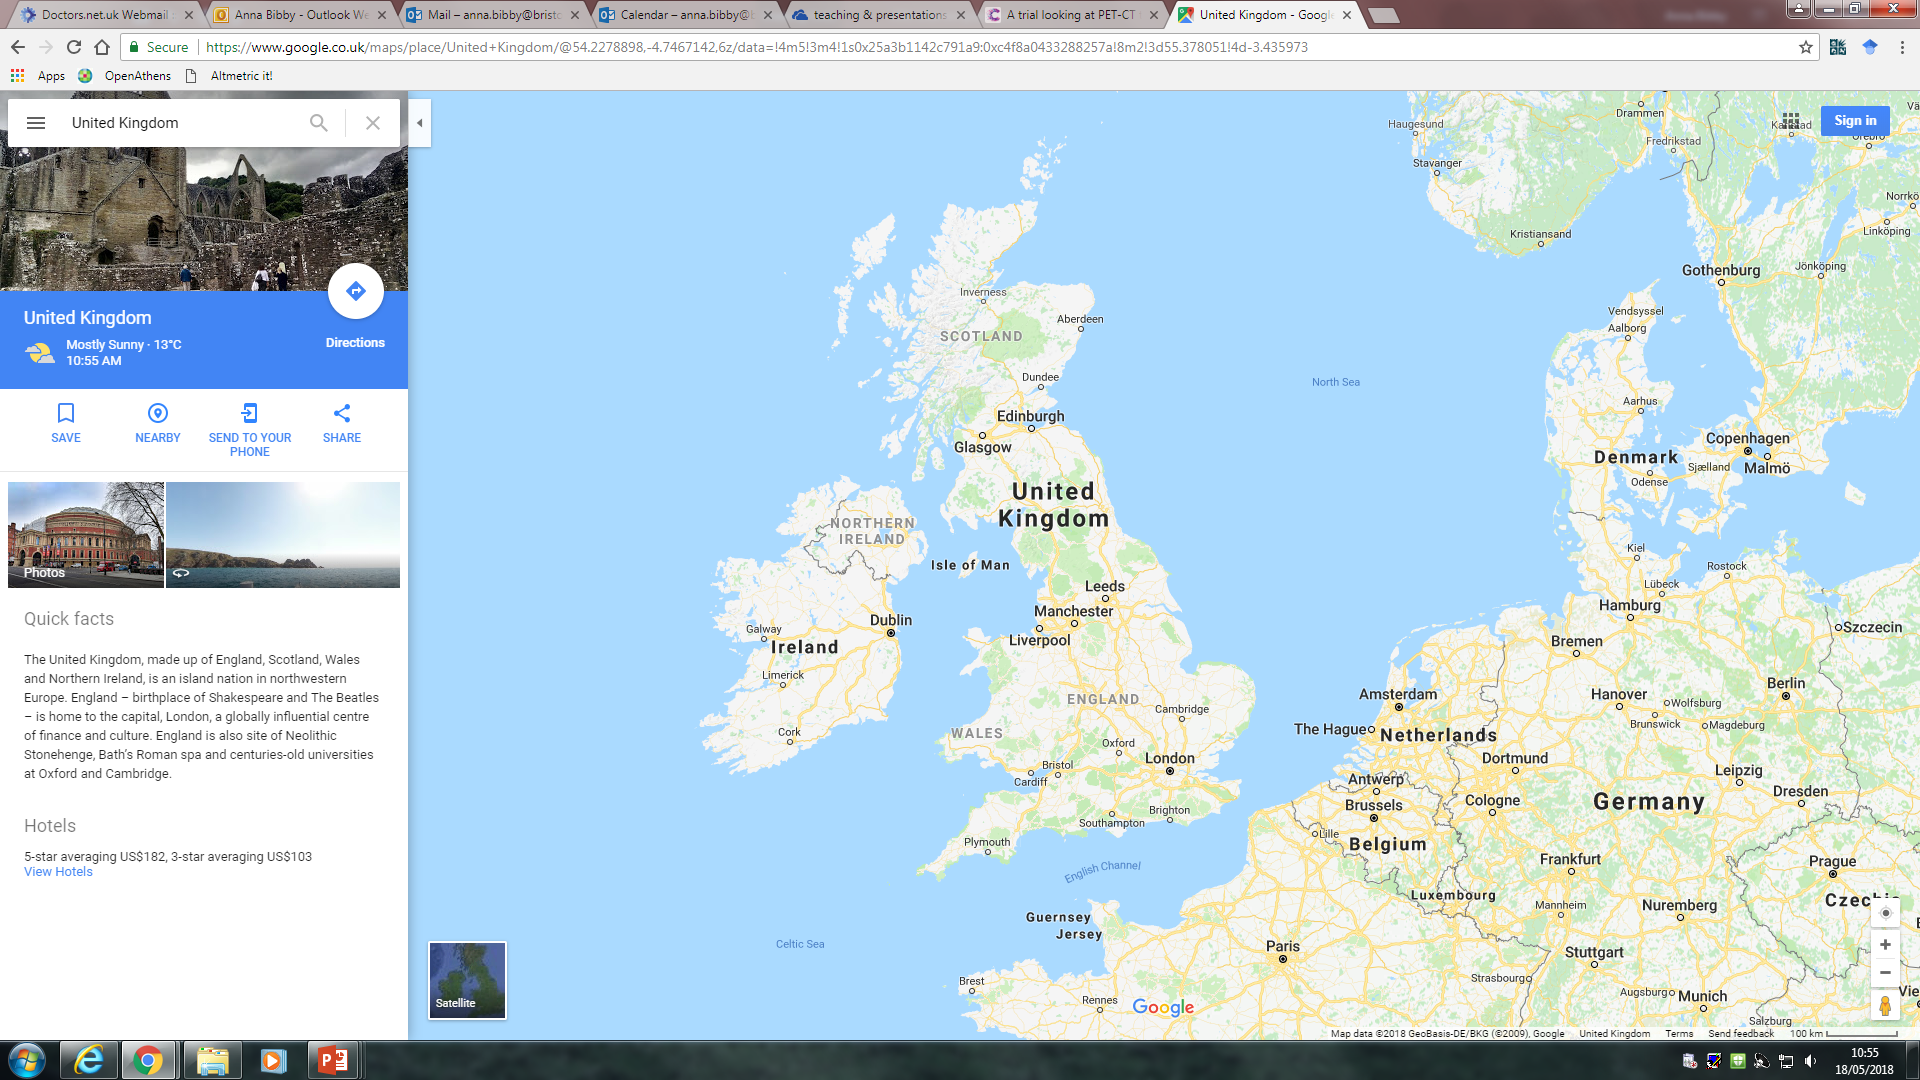 Doctors.net.uk Webmail
Anna Bibby - Outlook We
Mail – anna.bibby@bristo
Calendar – anna.bibby@b
teaching & presentations
A trial looking at PET-CT
United Kingdom - Google
Secure
https://www.google.co.uk/maps/place/United+Kingdom/@54.2278898,-4.7467142,6z/data=!4m5!3m4!1s0x25a3b1142c791a9:0xc4f8a0433288257a!8m2!3d55.378051!4d-3.435973
Apps
OpenAthens
Altmetric it!
United Kingdom
United Kingdom
Mostly Sunny · 13°C
10:55 AM
Directions
SAVE
NEARBY
SEND TO YOUR
PHONE
SHARE
Photos
Quick facts
The United Kingdom, made up of England, Scotland, Wales
and Northern Ireland, is an island nation in northwestern
Europe. England – birthplace of Shakespeare and The Beatles
– is home to the capital, London, a globally influential centre
of finance and culture. England is also site of Neolithic
Stonehenge, Bath's Roman spa and centuries-old universities
at Oxford and Cambridge.
Hotels
5-star averaging US$182, 3-star averaging US$103
View Hotels
Sign in
Haugesund
Stavanger
Kristiansand
Drammen
Fredrikstad
Örebro
Norrkö
Linköping
Jönköping
Gothenburg
Vendsyssel
Aalborg
Inverness
Aberdeen
SCOTLAND
Dundee
Edinburgh
Glasgow
North Sea
Aarhus
Copenhagen
Denmark
Sjælland
Malmö
Odense
United
Kingdom
NORTHERN
IRELAND
Isle of Man
Leeds
Manchester
Liverpool
Dublin
Galway
Ireland
Limerick
Cork
Kiel
Rostock
Lübeck
Hamburg
Szczecin
Bremen
ENGLAND
Cambridge
WALES
Oxford
London
Bristol
Cardiff
Brighton
Southampton
Plymouth
English Channel
Amsterdam
The Hague
Netherlands
Hanover
Wolfsburg
Berlin
Brunswick
Magdeburg
Dortmund
Antwerp
Brussels
Cologne
Leipzig
Dresden
Germany
Lille
Belgium
Frankfurt
Prague
Luxembourg
Mannheim
Nuremberg
Czechi
Guernsey
Jersey
Celtic Sea
Paris
Stuttgart
Strasbourg
Augsburg
Munich
Vie
Salzburg
Brest
Rennes
Satellite
Google
Map data ©2018 GeoBasis-DE/BKG (©2009), Google
United Kingdom
Terms
Send feedback
100 km
10:55
18/05/2018